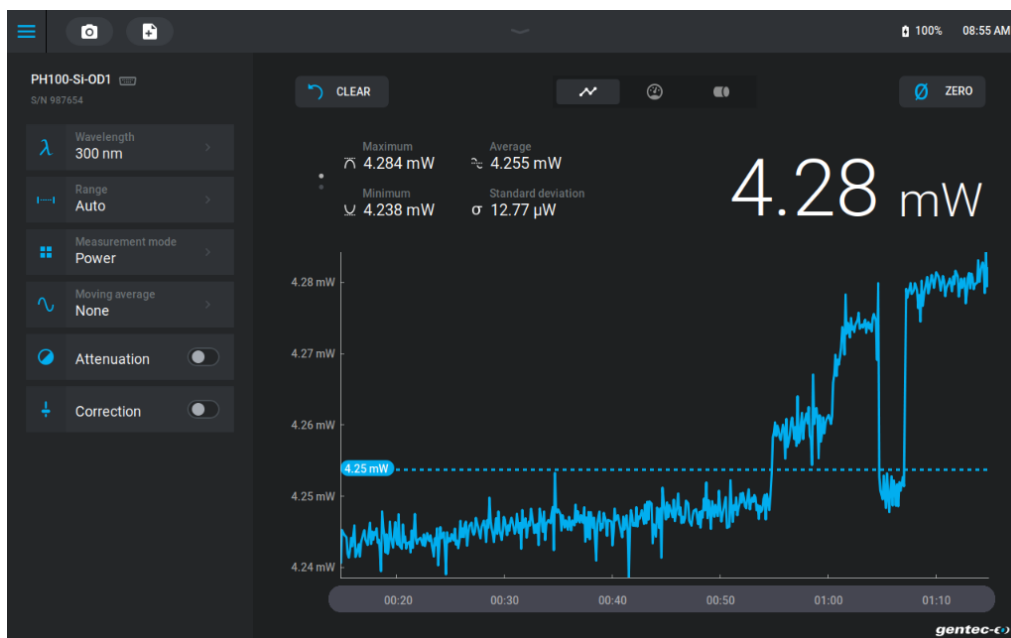 100% 08:55 AM
PH100-Si-OD1
S/N 987654
CLEAR
ZERO
Wavelength
300 nm
Range
Auto
Measurement mode
Power
Moving average
None
Attenuation
Correction
Maximum
4.284 mW
Average
4.255 mW
Minimum
4.238 mW
Standard deviation
σ 12.77 µW
4.28 mW
4.28 mW
4.27 mW
4.26 mW
4.25 mW
4.25 mW
4.24 mW
00:20 00:30 00:40 00:50 01:00 01:10
gentec-eo